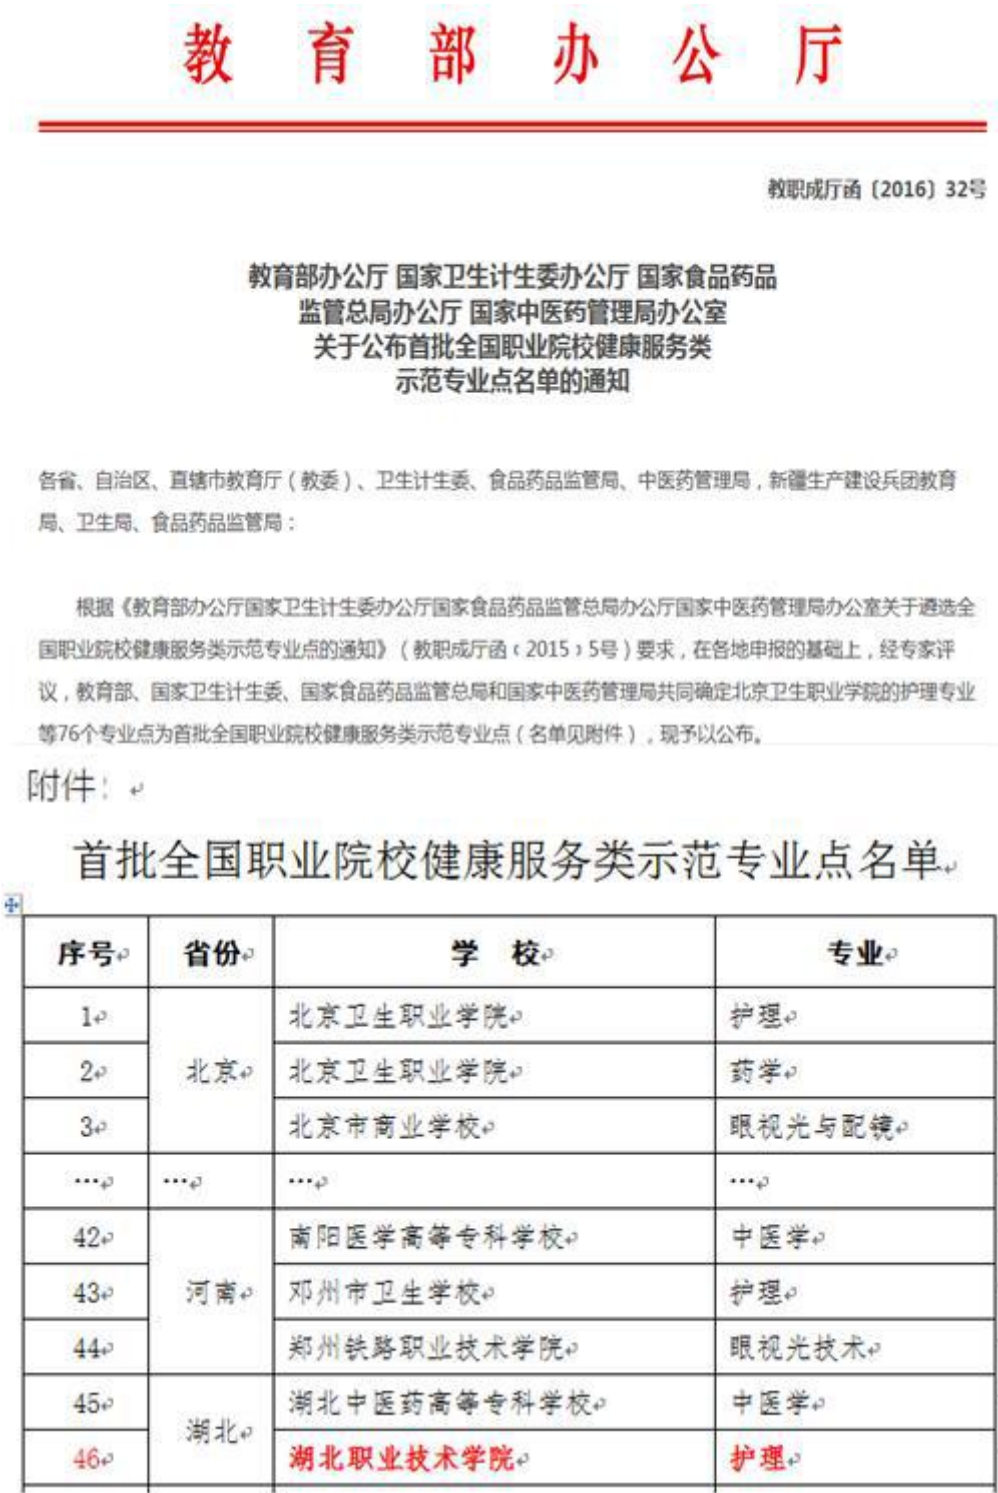 教育部办公厅
教职成厅函〔2016〕32号
教育部办公厅 国家卫生计生委办公厅 国家食品药品
监管总局办公厅 国家中医药管理局办公室
关于公布首批全国职业院校健康服务类
示范专业点名单的通知
各省、自治区、直辖市教育厅（教委）、卫生计生委、食品药品监管局、中医药管理局，新疆生产建设兵团教育
局、卫生局、食品药品监管局：
根据《教育部办公厅国家卫生计生委办公厅国家食品药品监管总局办公厅国家中医药管理局办公室关于遴选全
国职业院校健康服务类示范专业点的通知》（教职成厅函﹝2015﹞5号）要求，在各地申报的基础上，经专家评
议，教育部、国家卫生计生委、国家食品药品监管总局和国家中医药管理局共同确定北京卫生职业学院的护理专业
等76个专业点为首批全国职业院校健康服务类示范专业点（名单见附件），现予以公布。
附件：
首批全国职业院校健康服务类示范专业点名单
序号 省份 学 校 专业
1 北京卫生职业学院 护理
2 北京 北京卫生职业学院 药学
3 北京市商业学校 眼视光与配镜
… … … …
42 南阳医学高等专科学校 中医学
43 河南 邓州市卫生学校 护理
44 郑州铁路职业技术学院 眼视光技术
45 湖北 湖北中医药高等专科学校 中医学
46 湖北职业技术学院 护理